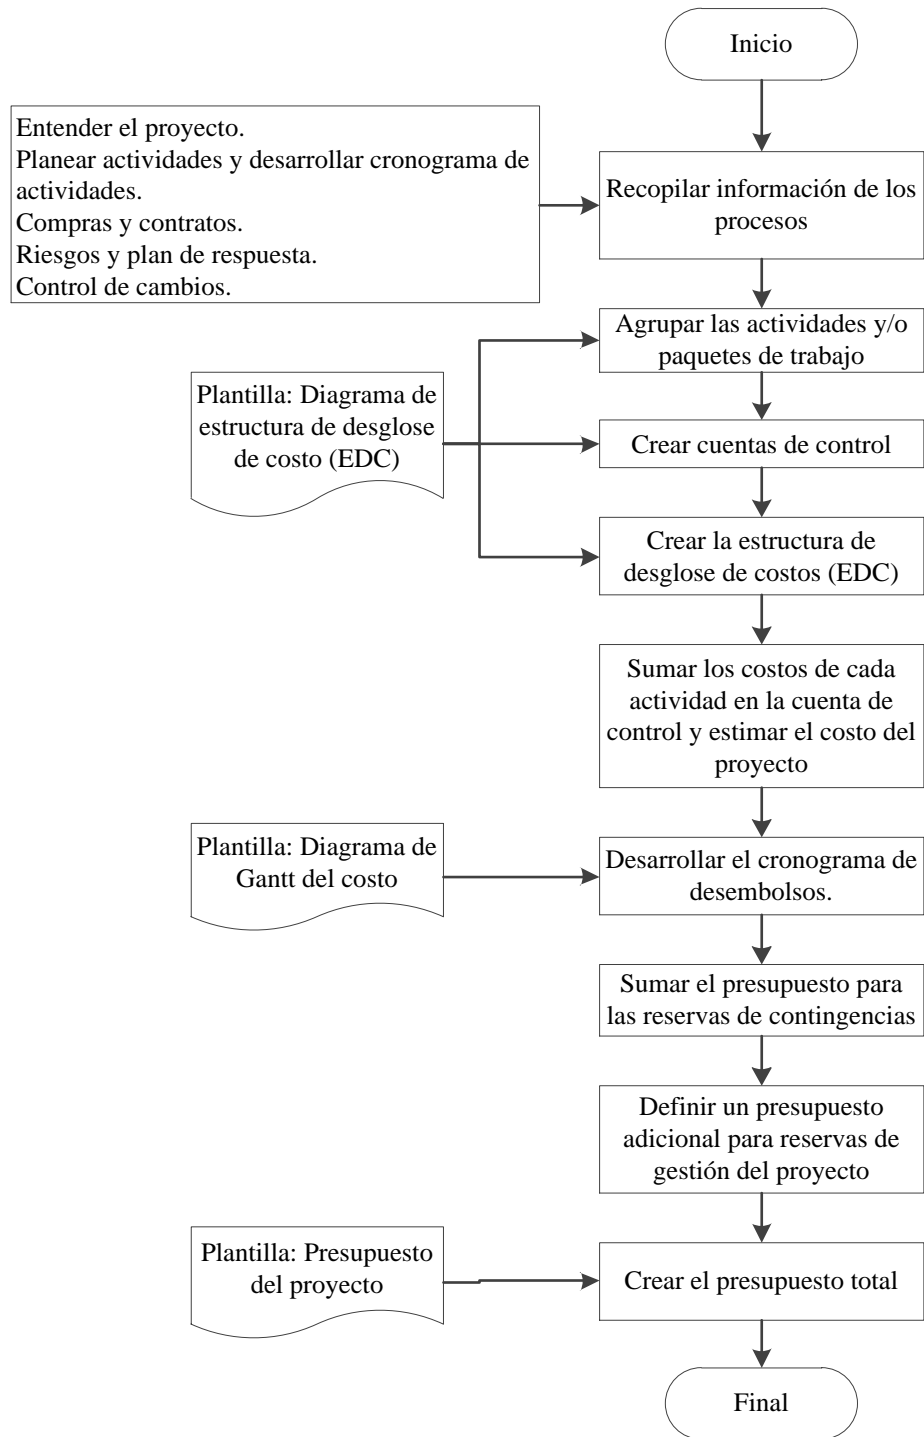 Inicio
Entender el proyecto.
Planear actividades y desarrollar cronograma de
actividades.
Compras y contratos.
Riesgos y plan de respuesta.
Control de cambios.
Recopilar información de los
procesos
Agrupar las actividades y/o
paquetes de trabajo
Plantilla: Diagrama de
estructura de desglose
de costo (EDC)
Crear cuentas de control
Crear la estructura de
desglose de costos (EDC)
Sumar los costos de cada
actividad en la cuenta de
control y estimar el costo del
proyecto
Plantilla: Diagrama de
Gantt del costo
Desarrollar el cronograma de
desembolsos.
Sumar el presupuesto para
las reservas de contingencias
Definir un presupuesto
adicional para reservas de
gestión del proyecto
Plantilla: Presupuesto
del proyecto
Crear el presupuesto total
Final